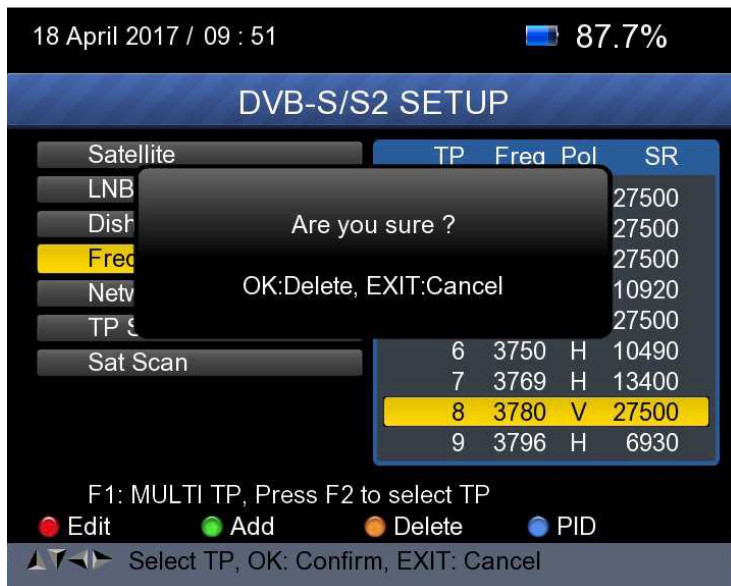 18 April 2017 / 09 : 51 87.7%
DVB-S/S2 SETUP
Satellite
LNB
Dish
Freq
Netw
TP S
Sat Scan
TP Freq Pol SR
27500
27500
27500
10920
27500
6 3750 H 10490
7 3769 H 13400
8 3780 V 27500
9 3796 H 6930
Are you sure ?
OK:Delete, EXIT:Cancel
F1: MULTI TP, Press F2 to select TP
Edit Add Delete PID
Select TP, OK: Confirm, EXIT: Cancel